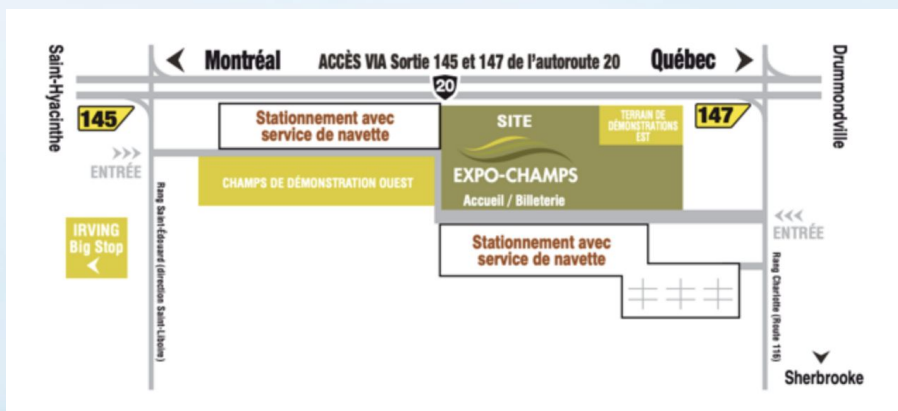 Saint-Hyacinthe
Montréal
ACCÈS VIA Sortie 145 et 147 de l'autoroute 20
Québec
Drummondville
20
145
Stationnement avec
service de navette
SITE
TERRAIN DE
DÉMONSTRATIONS
EST
147
>>>
ENTRÉE
CHAMPS DE DÉMONSTRATION OUEST
EXPO-CHAMPS
Accueil / Billeterie
<<<
ENTRÉE
IRVING
Big Stop
Rang Saint-Édouard (direction Saint-Liboire)
Stationnement avec
service de navette
Rang Charlotte (Route 116)
Sherbrooke